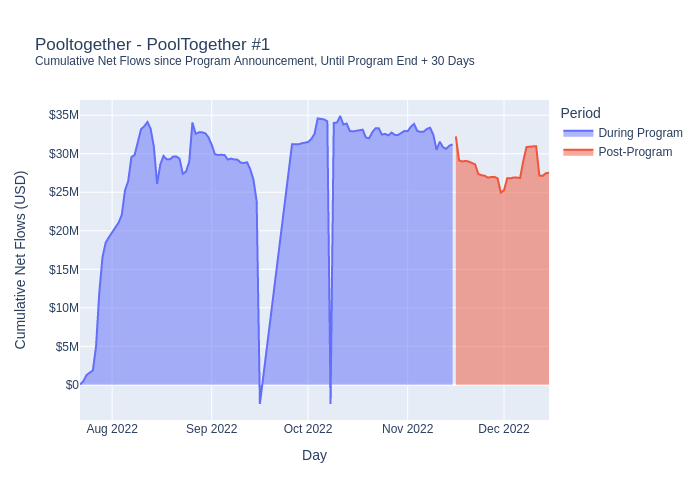 Pooltogether - PoolTogether #1
Cumulative Net Flows since Program Announcement, Until Program End + 30 Days
Period
During Program
Post-Program
Cumulative Net Flows (USD)
$35M
$30M
$25M
$20M
$15M
$10M
$5M
$0
Aug 2022
Sep 2022
Oct 2022
Nov 2022
Dec 2022
Day